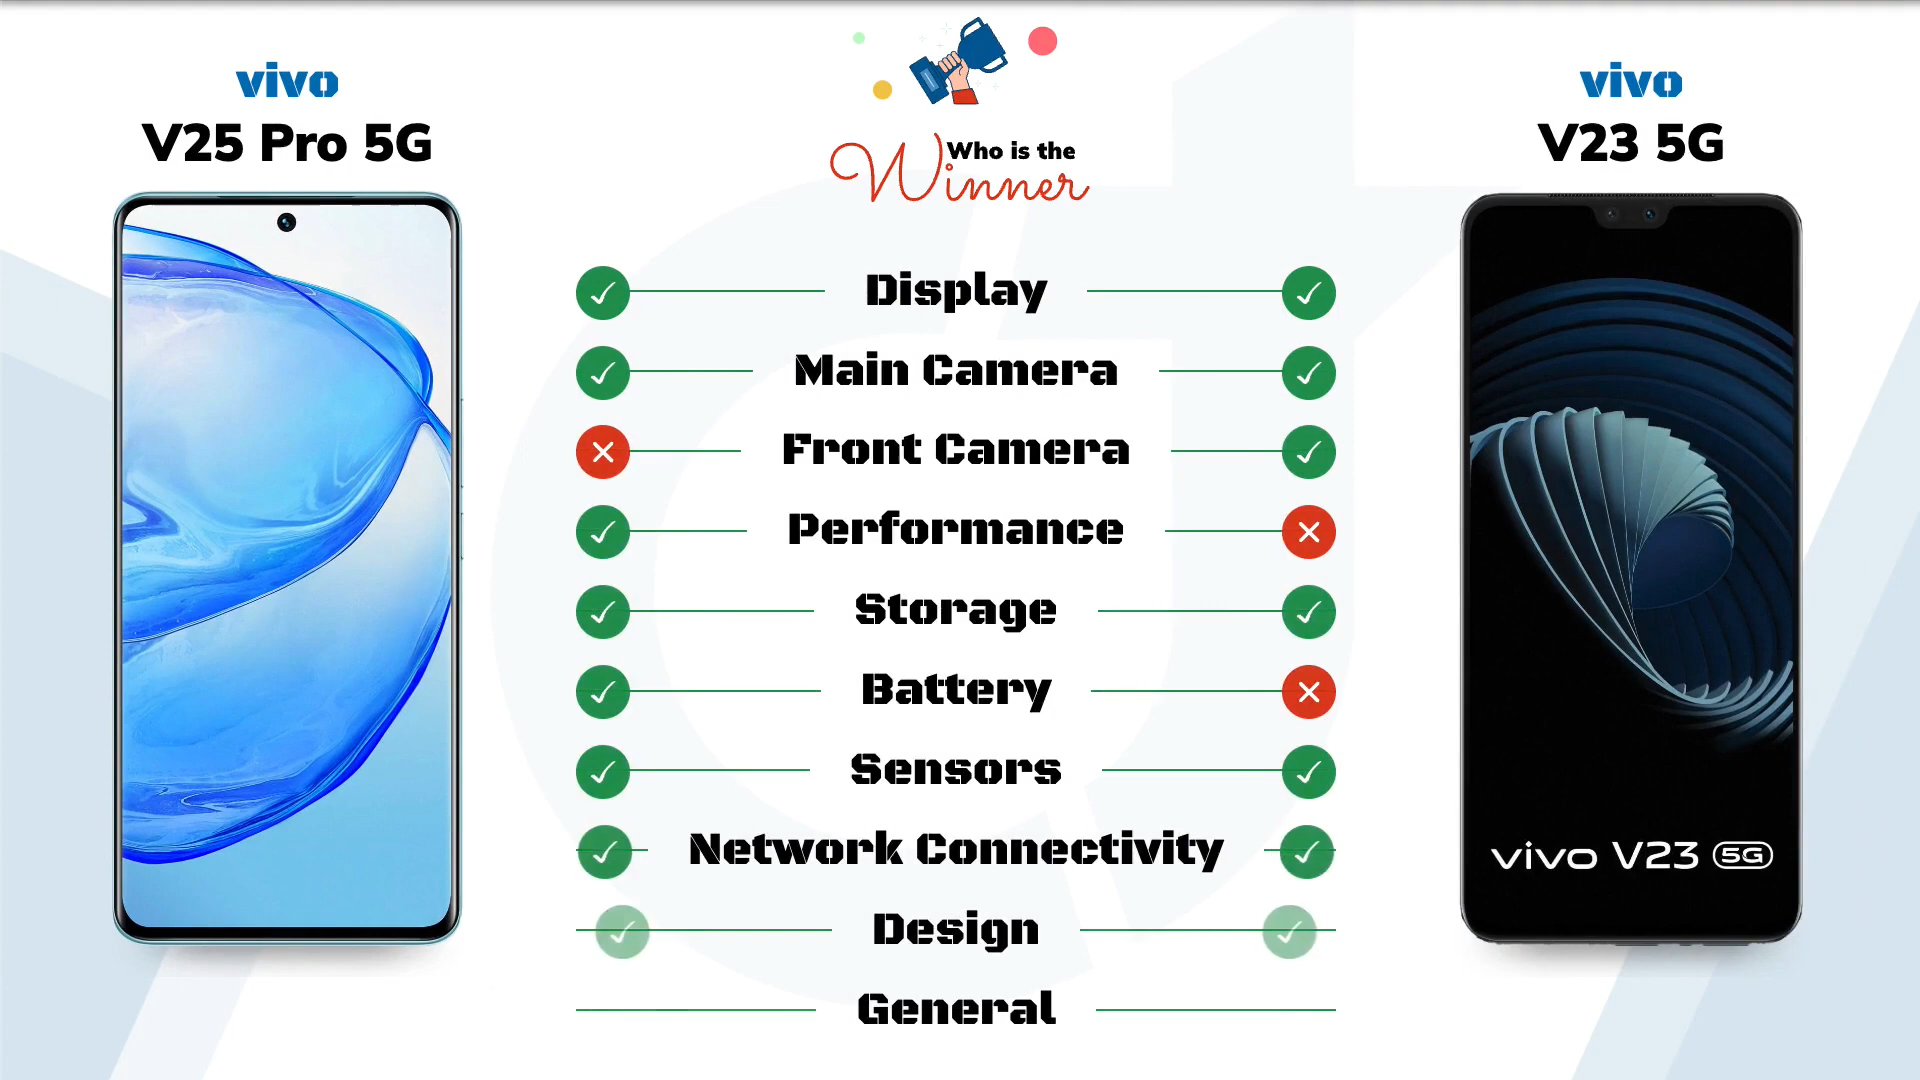 vivo
V25 Pro 5G
Who is the
Winner
vivo
V23 5G
Display
Main Camera
Front Camera
Performance
Storage
Battery
Sensors
Network Connectivity
Design
General
vivo V23 5G